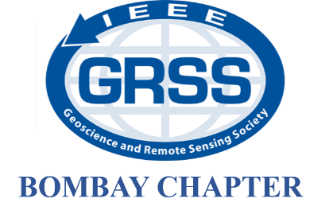 IEEE
GRSS
Geoscience and Remote Sensing Society
BOMBAY CHAPTER